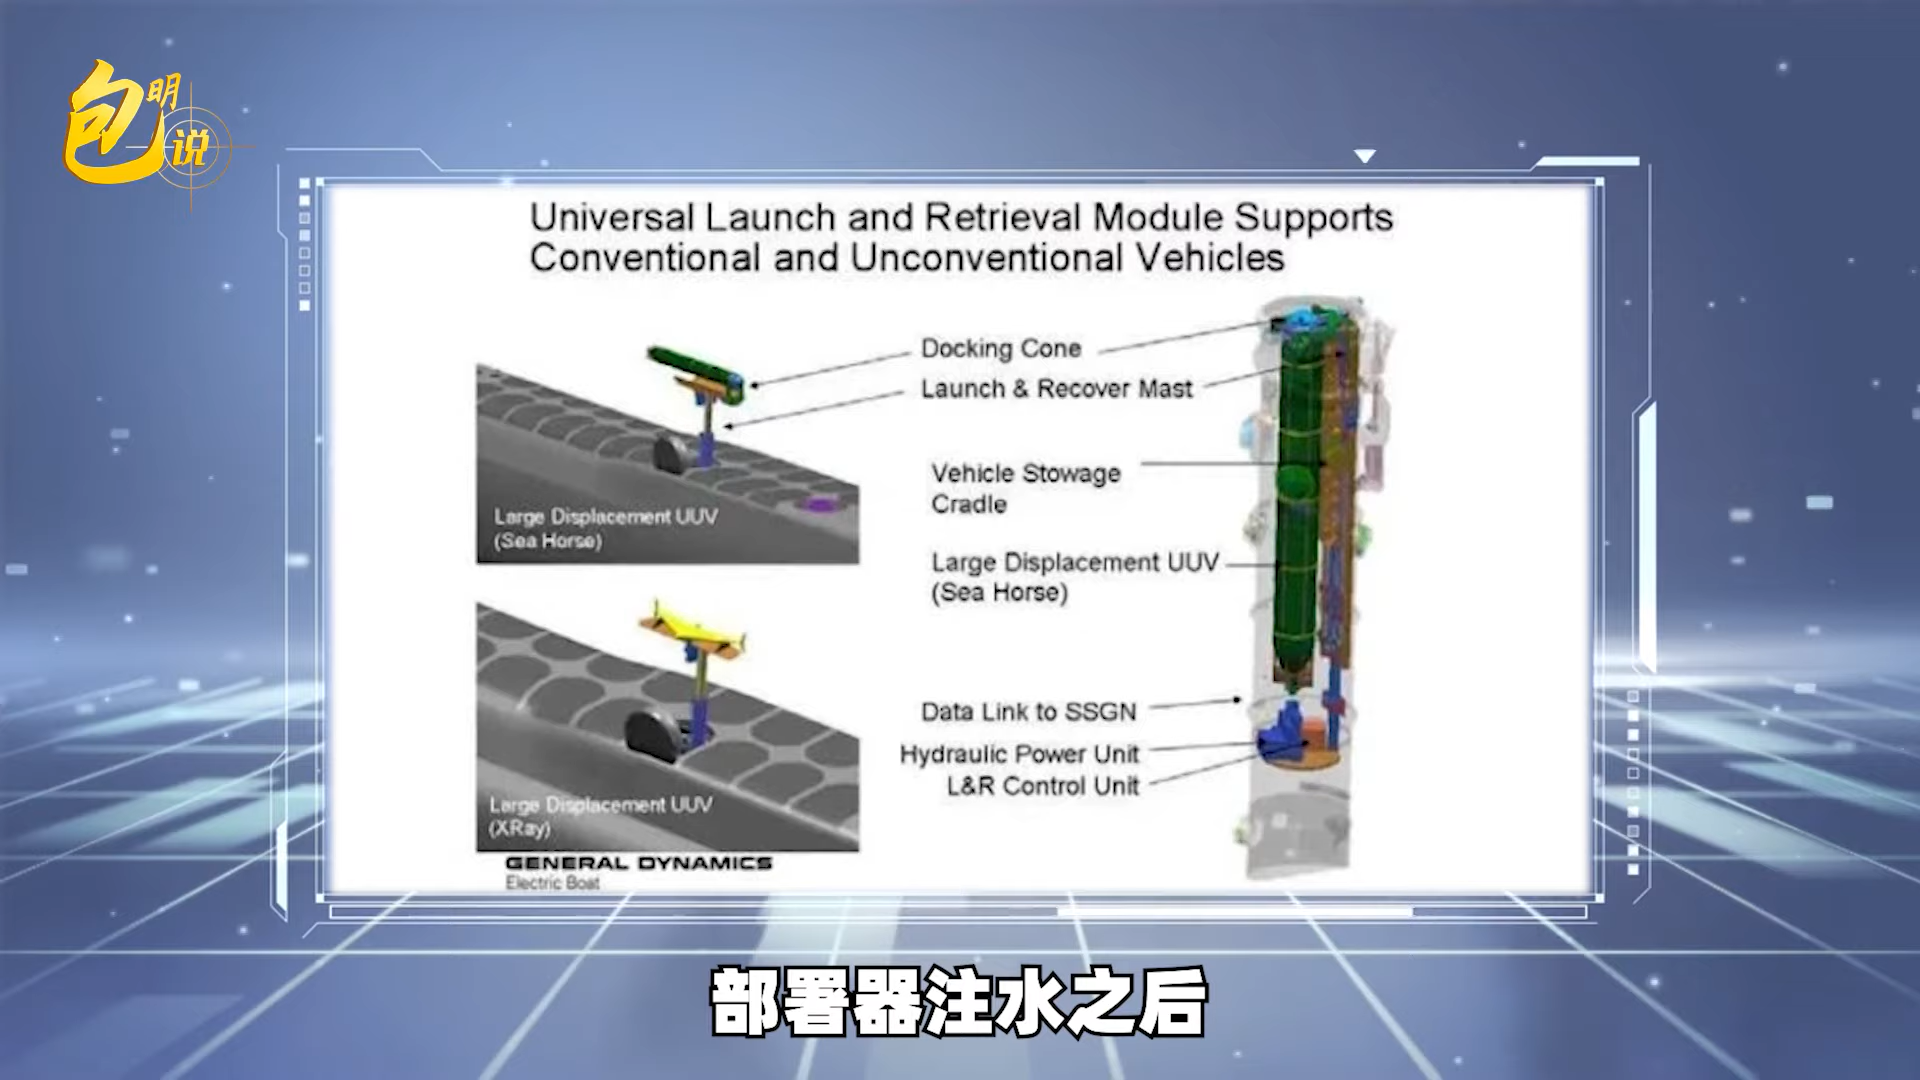 包明说
Universal Launch and Retrieval Module Supports
Conventional and Unconventional Vehicles
Docking Cone
Launch & Recover Mast
Vehicle Stowage
Cradle
Large Displacement UUV
(Sea Horse)
Large Displacement UUV
(Sea Horse)
Data Link to SSGN
Hydraulic Power Unit
L&R Control Unit
Large Displacement UUV
(XRay)
GENERAL DYNAMICS
Electric Boat
部署器注水之后